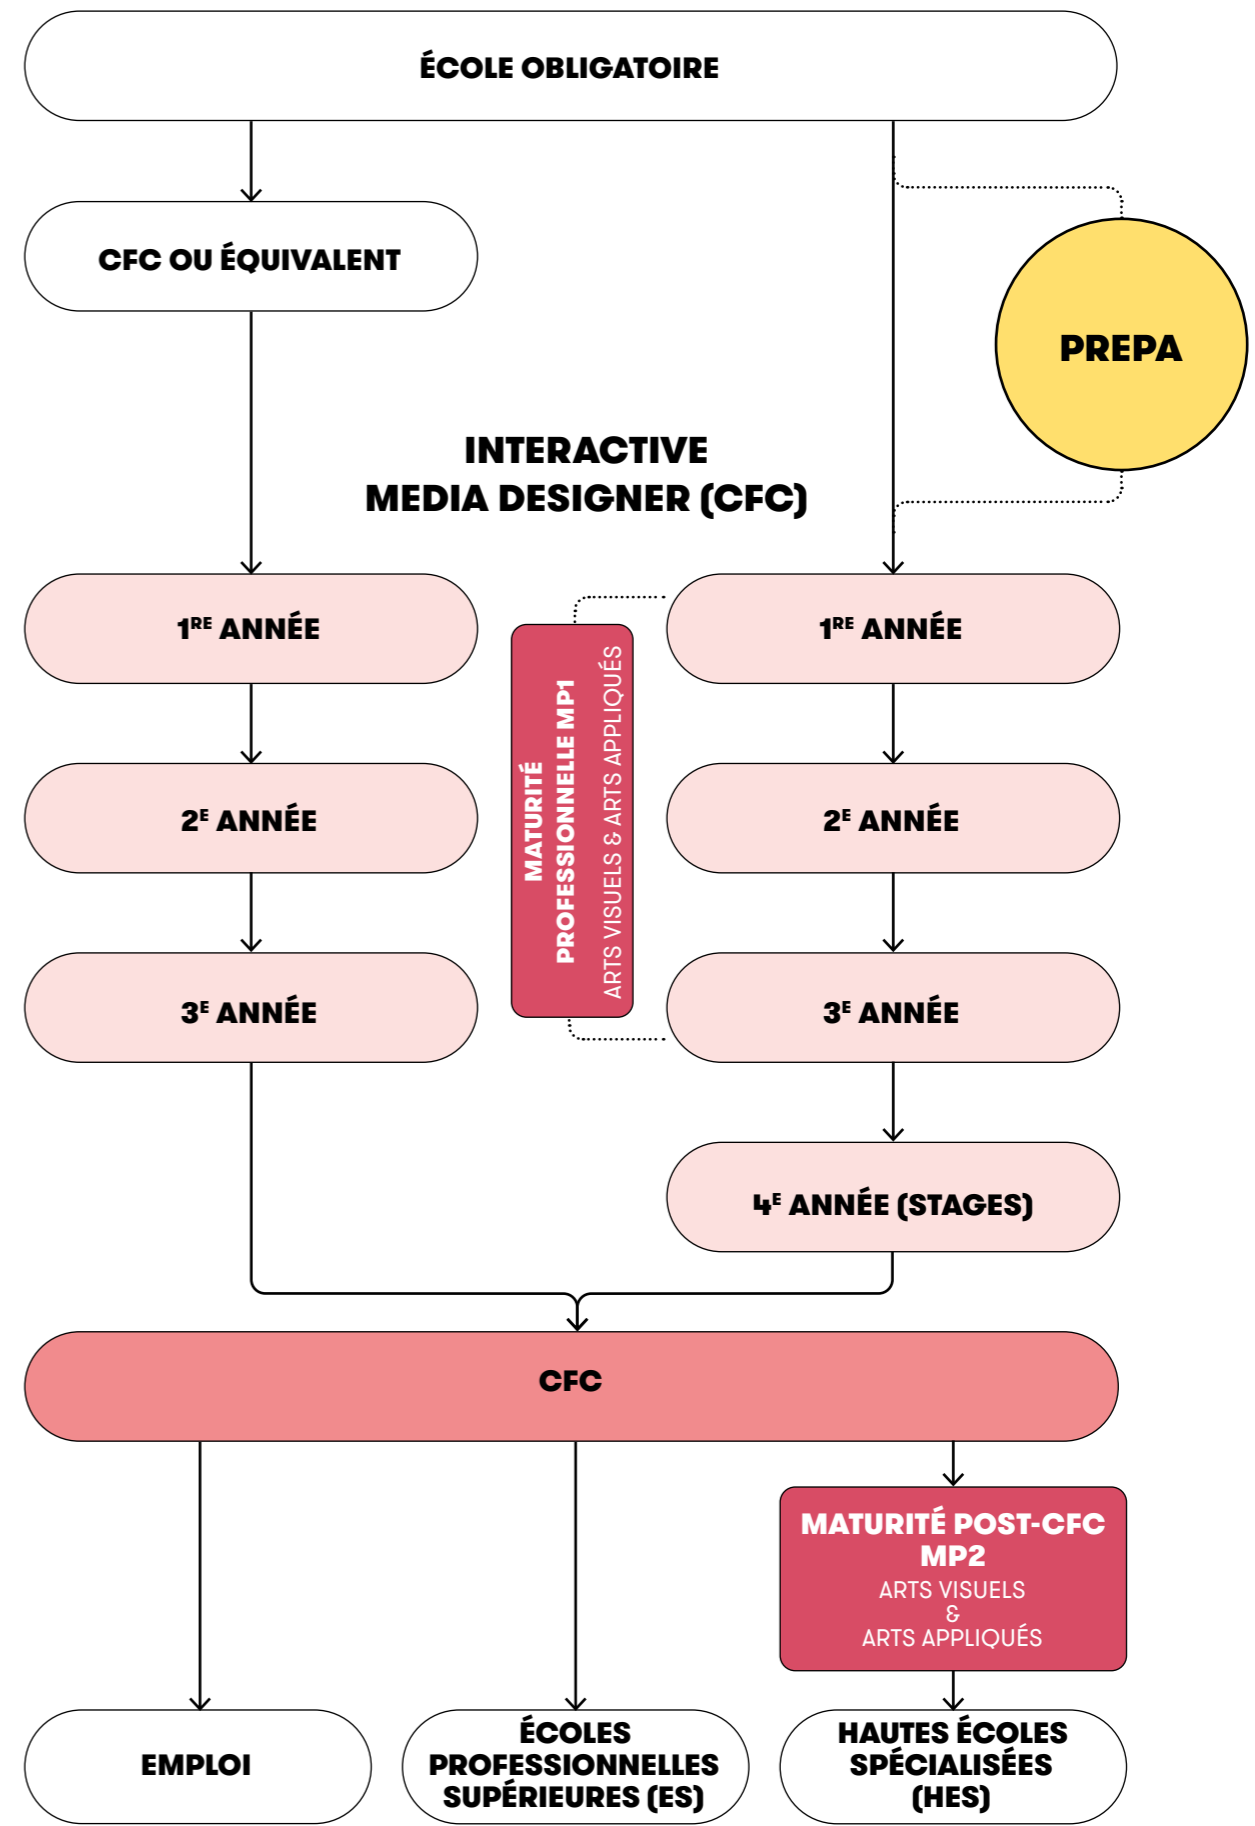 ÉCOLE OBLIGATOIRE
CFC OU ÉQUIVALENT
PREPA
INTERACTIVE
MEDIA DESIGNER (CFC)
1RE ANNÉE
2E ANNÉE
3E ANNÉE
MATURITÉ
PROFESSIONNELLE MP1
ARTS VISUELS & ARTS APPLIQUÉS
1RE ANNÉE
2E ANNÉE
3E ANNÉE
4E ANNÉE (STAGES)
CFC
MATURITÉ POST-CFC
MP2
ARTS VISUELS
&
ARTS APPLIQUÉS
EMPLOI
ÉCOLES
PROFESSIONNELLES
SUPÉRIEURES (ES)
HAUTES ÉCOLES
SPÉCIALISÉES
(HES)